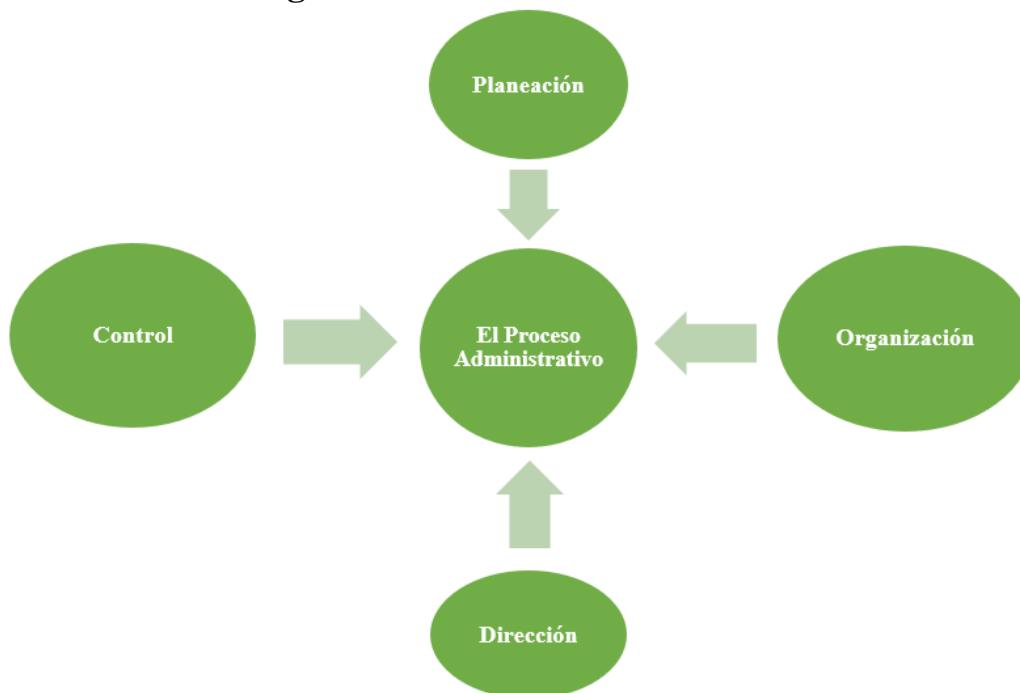 Planeación
Control
El Proceso
Administrativo
Organización
Dirección